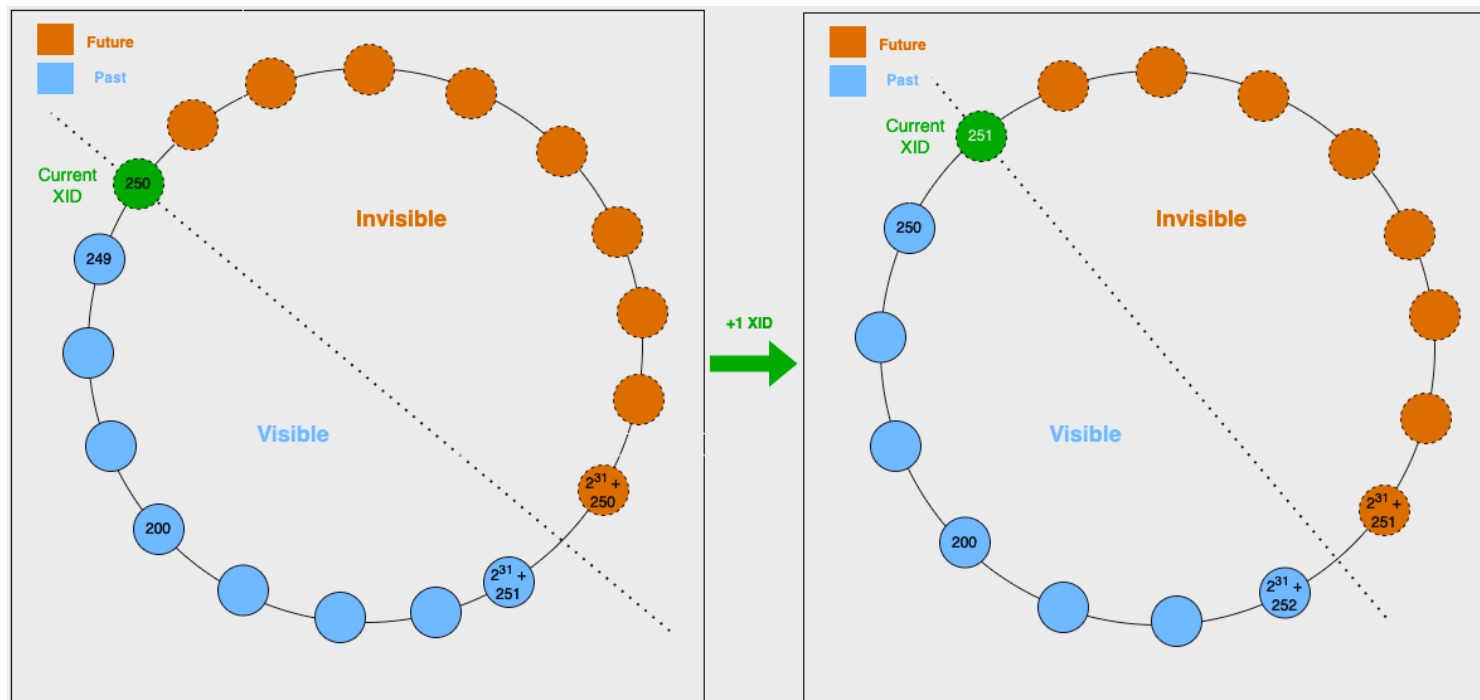 Future
Past
Current
XID
250
249
Invisible
Visible
200
2³¹ +
250
2³¹ +
251
+1 XID
Future
Past
Current
XID
251
250
Invisible
Visible
200
2³¹ +
251
2³¹ +
252